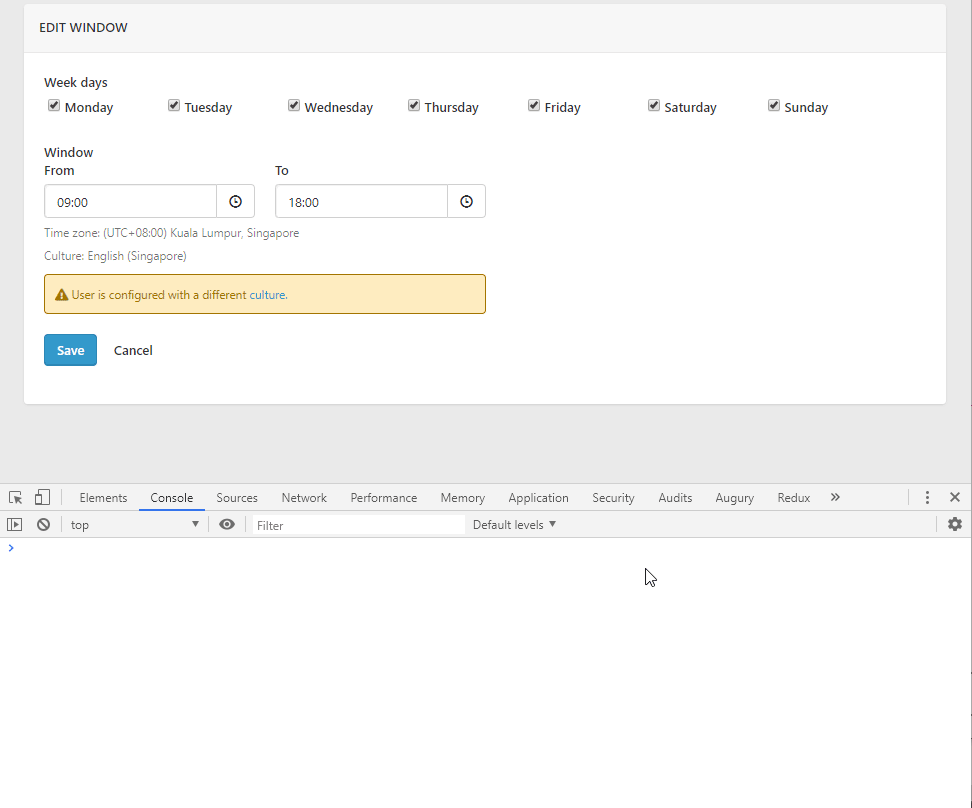 EDIT WINDOW
Week days
Monday Tuesday Wednesday Thursday Friday Saturday Sunday
Window
From To
09:00 18:00
Time zone: (UTC+08:00) Kuala Lumpur, Singapore
Culture: English (Singapore)
User is configured with a different culture.
Save Cancel
Elements Console Sources Network Performance Memory Application Security Audits Augury Redux »
top Filter Default levels